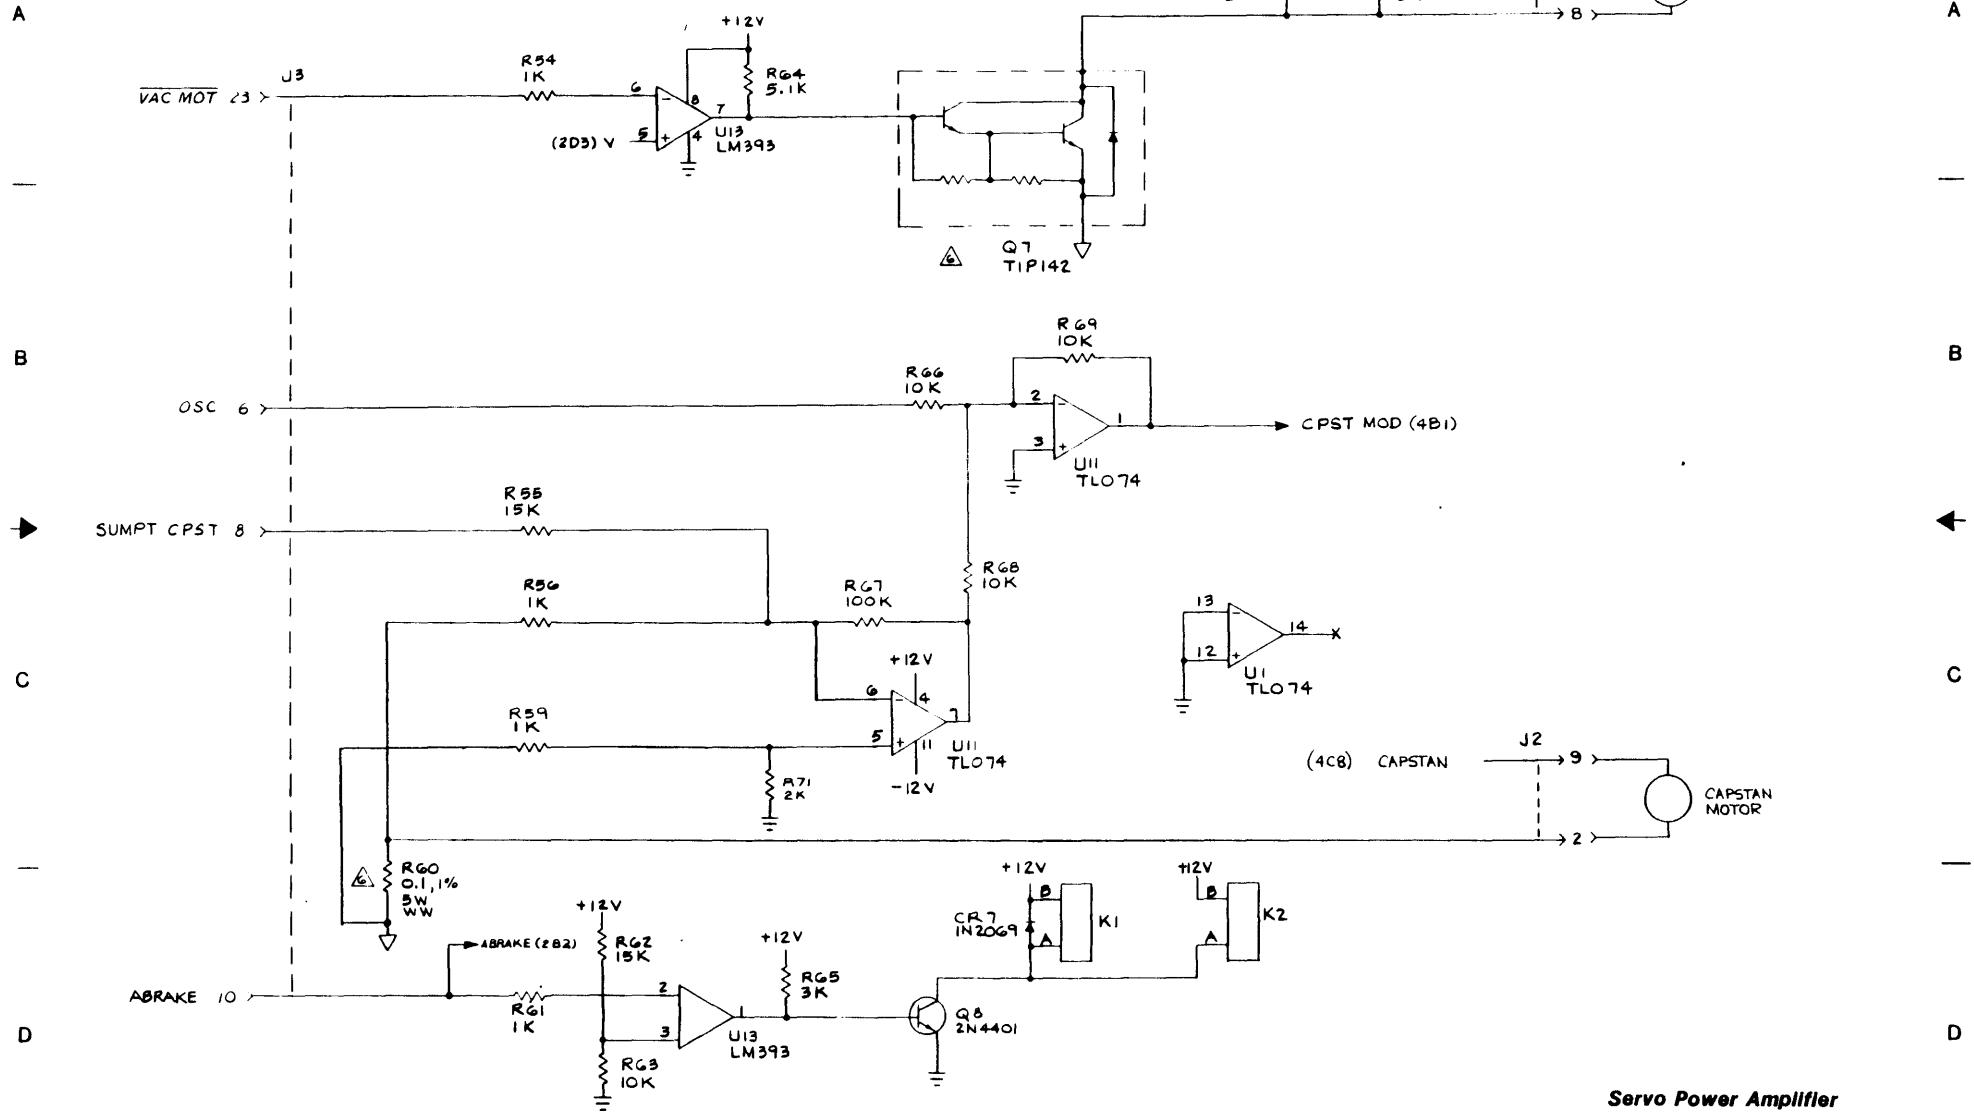 A
A
+12V
8
J3
R54
1K
R64
5.1K
VAC MOT 23
6
-
8
7
5
+
4
(2D3) V
U13
LM393
6
Q7
TIP142
R69
10K
B
B
R66
10K
OSC 6
2
-
1
CPST MOD (4B1)
3
+
U11
TL074
R55
15K
SUMPT CPST 8
R68
10K
R56
1K
R67
100K
13
-
14
X
12
+
U1
TL074
+12V
C
C
6
-
4
7
R59
1K
5
+
11
U11
TL074
-12V
R71
2K
J2
(4C8) CAPSTAN
9
CAPSTAN
MOTOR
2
6
R60
0.1, 1%
5W
WW
+12V
+12V
+12V
B
K1
B
K2
CR7
1N2069
A
A
ABRAKE (2B2)
R62
15K
+12V
R65
3K
ABRAKE 10
R61
1K
2
1
3
U13
LM393
Q8
2N4401
D
D
R63
10K
Servo Power Amplifier